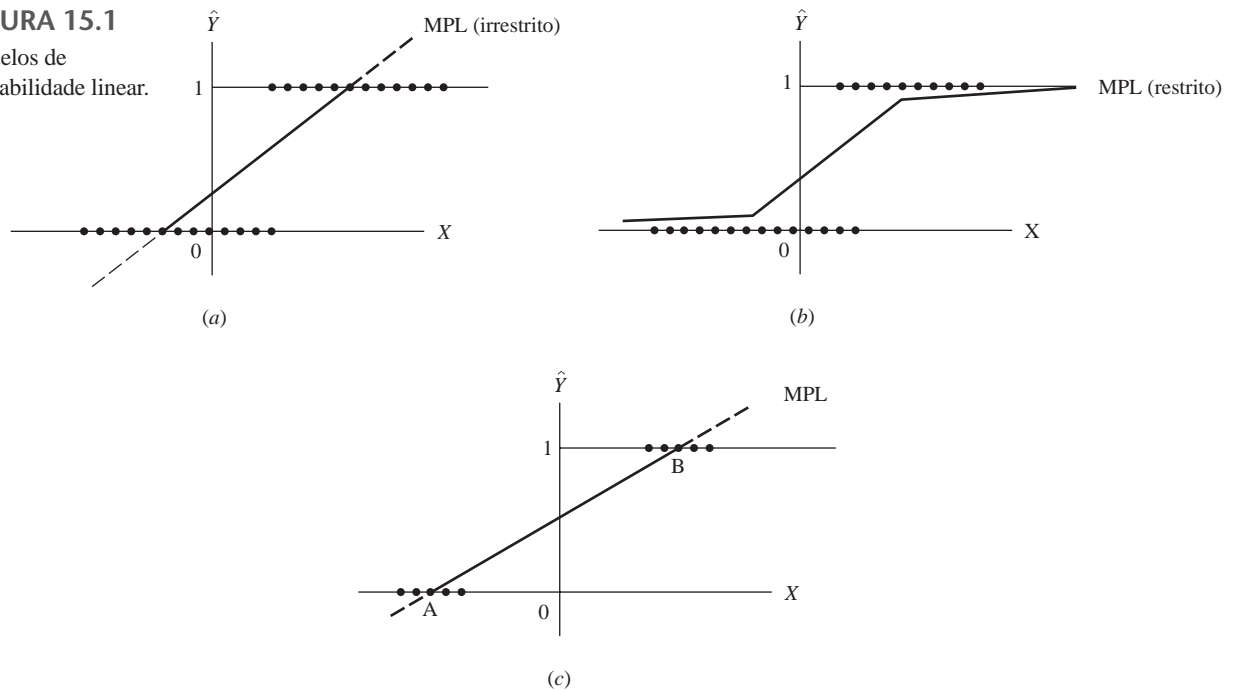 URA 15.1
elos de
abilidade linear.
Ŷ
MPL (irrestrito)
1
X
0
(a)
Ŷ
1
MPL (restrito)
X
0
(b)
Ŷ
MPL
1
B
X
A
0
(c)